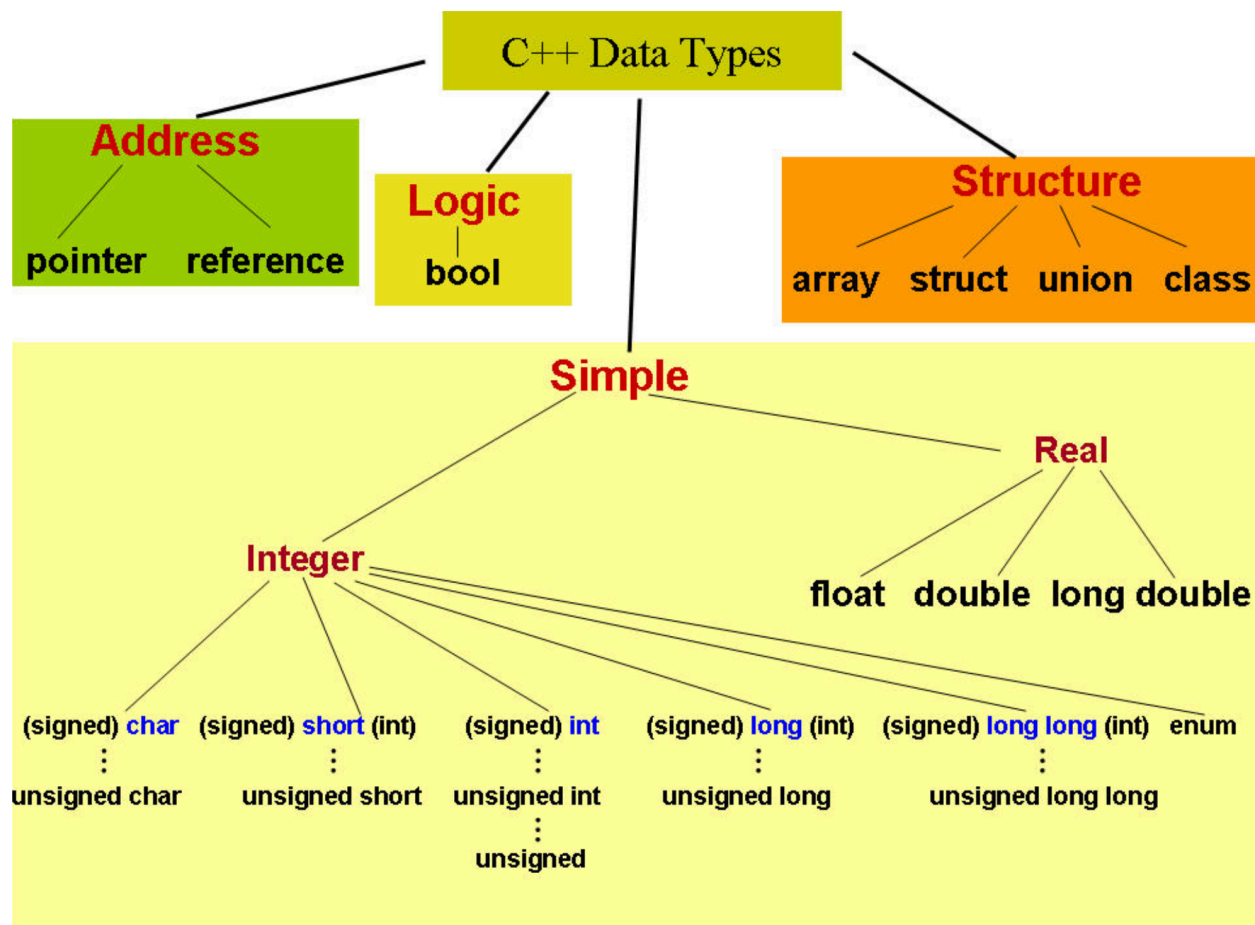 C++ Data Types
Address
pointer reference
Logic
bool
Structure
array struct union class
Simple
Real
float double long double
Integer
(signed) char (signed) short (int) (signed) int (signed) long (int) (signed) long long (int) enum
unsigned char unsigned short unsigned int unsigned long unsigned long long
unsigned